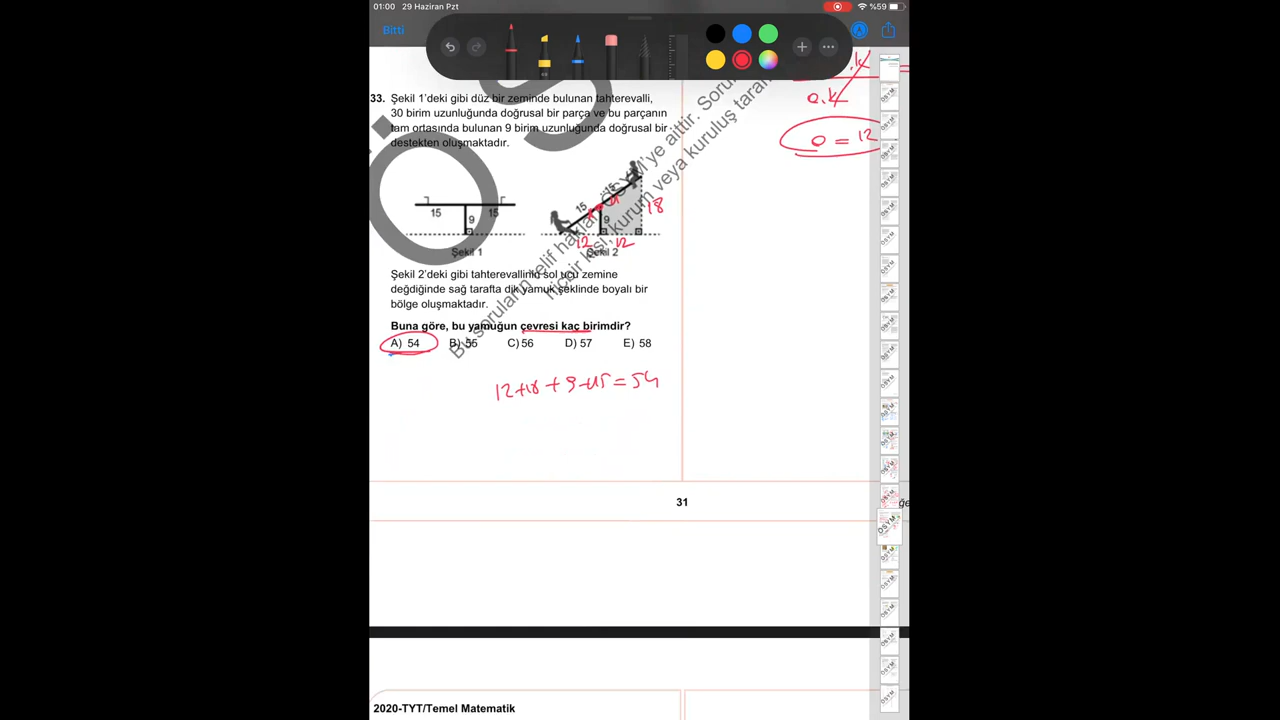 01:00 29 Haziran Pzt
%59
Bitti
33. Şekil 1'deki gibi düz bir zeminde bulunan tahterevalli,
30 birim uzunluğunda doğrusal bir parça ve bu parçanın
tam ortasında bulunan 9 birim uzunluğunda doğrusal bir
destekten oluşmaktadır.
15 15
9
Şekil 1
15 15
9
18
12 12
Şekil 2
Şekil 2'deki gibi tahterevallinin sol ucu zemine
değdiğinde sağ tarafta dik yamuk şeklinde boyalı bir
bölge oluşmaktadır.
Buna göre, bu yamuğun çevresi kaç birimdir?
A) 54 B) 55 C) 56 D) 57 E) 58
12+18+9+15=54
= 12
31
2020-TYT/Temel Matematik